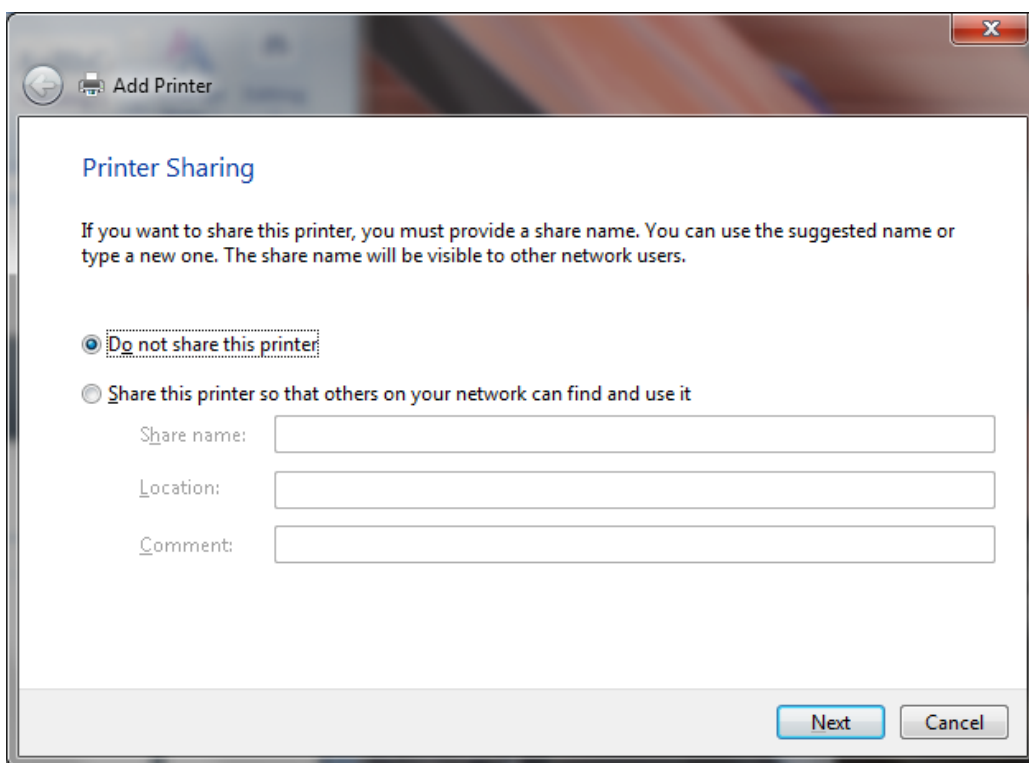 Add Printer
Printer Sharing
If you want to share this printer, you must provide a share name. You can use the suggested name or
type a new one. The share name will be visible to other network users.
Do not share this printer
Share this printer so that others on your network can find and use it
Share name:
Location:
Comment:
Next
Cancel